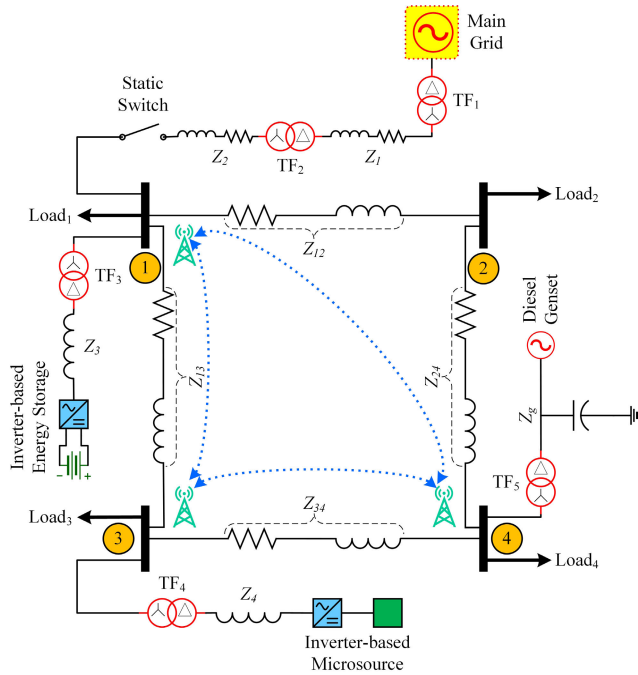 Main
Grid
TF1
Static
Switch
Z2
TF2
Z1
Load1
Load2
Z12
1
2
TF3
Diesel
Genset
Z3
Z13
Z24
Zg
Inverter-based
Energy Storage
- +
TF5
Load3
Z34
3
4
TF4
Z4
Load4
Inverter-based
Microsource